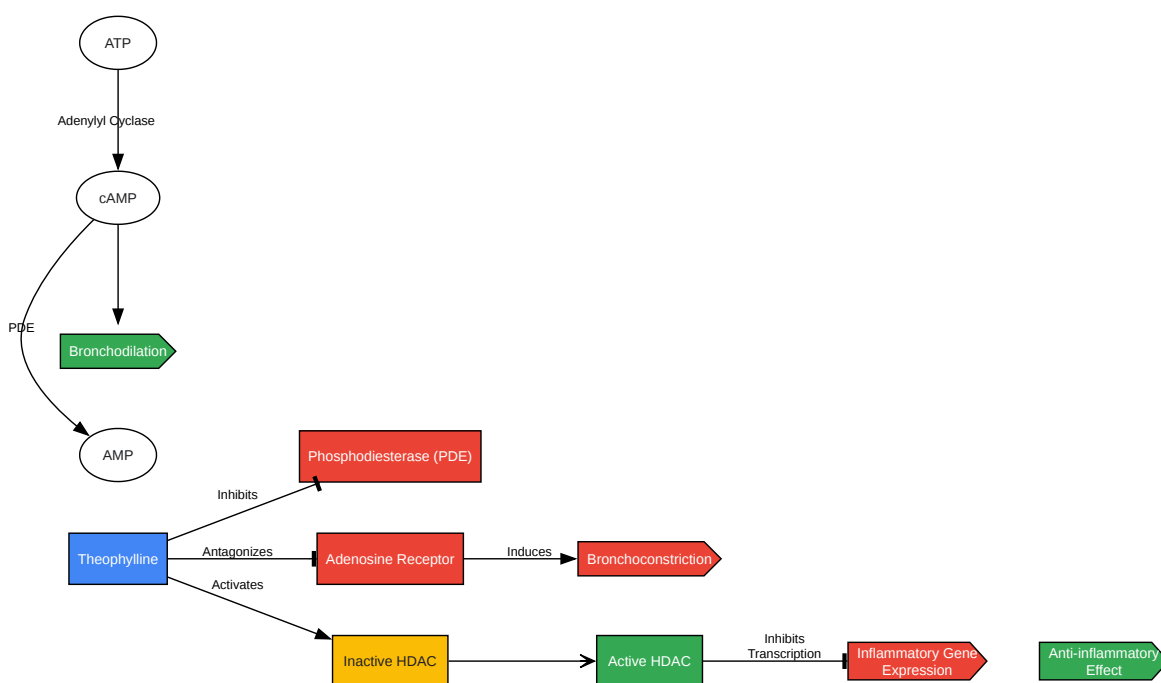 ATP
Adenylyl Cyclase
cAMP
PDE
Bronchodilation
AMP
Phosphodiesterase (PDE)
Inhibits
Theophylline
Antagonizes
Adenosine Receptor
Induces
Bronchoconstriction
Activates
Inactive HDAC
Active HDAC
Inhibits
Transcription
Inflammatory Gene
Expression
Anti-inflammatory
Effect